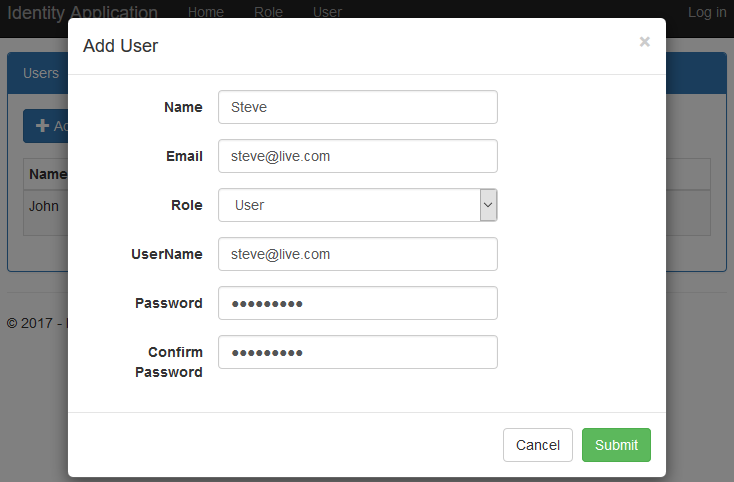 Identity Application Home Role User Log in
Add User ×
Users
Name Steve
Email steve@live.com
Role User
UserName steve@live.com
Password ●●●●●●●●●
Confirm Password ●●●●●●●●●
Name
John
© 2017 -
Cancel Submit